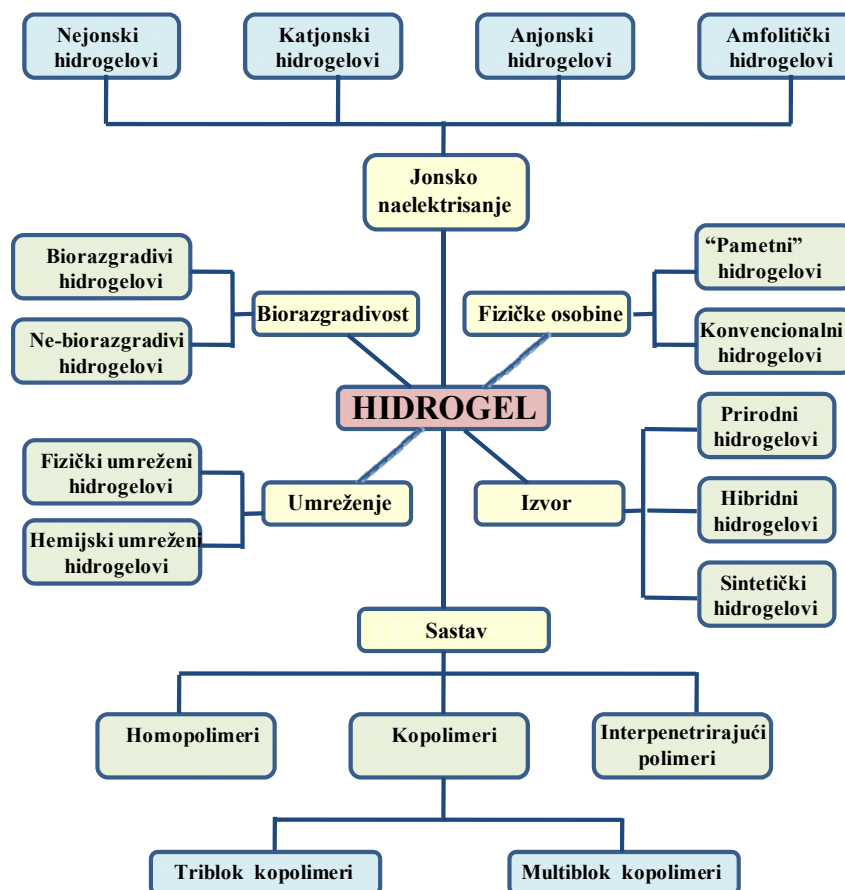 Nejonski
hidrogelovi
Katjonski
hidrogelovi
Anjonski
hidrogelovi
Amfolitički
hidrogelovi
Jonsko
naelektrisanje
Biorazgradivi
hidrogelovi
Ne-biorazgradivi
hidrogelovi
Biorazgradivost
Fizičke osobine
“Pametni”
hidrogelovi
Konvencionalni
hidrogelovi
HIDROGEL
Fizički umreženi
hidrogelovi
Hemijski umreženi
hidrogelovi
Umreženje
Izvor
Prirodni
hidrogelovi
Hibridni
hidrogelovi
Sintetički
hidrogelovi
Sastav
Homopolimeri
Kopolimeri
Interpenetrirajući
polimeri
Triblok kopolimeri
Multiblok kopolimeri